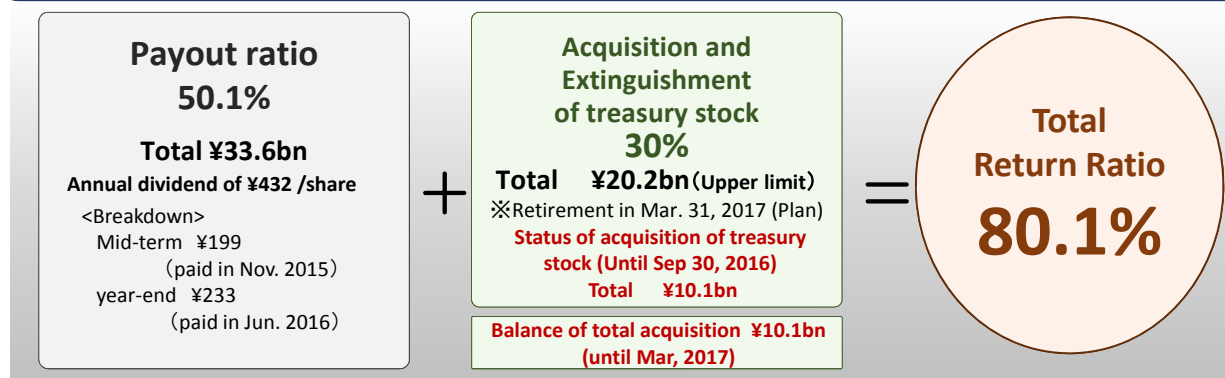 Payout ratio
50.1%
Total ¥33.6bn
Annual dividend of ¥432 /share
<Breakdown>
Mid-term ¥199
（paid in Nov. 2015）
year-end ¥233
（paid in Jun. 2016）
+
Acquisition and
Extinguishment
of treasury stock
30%
Total ¥20.2bn（Upper limit）
※Retirement in Mar. 31, 2017 (Plan)
Status of acquisition of treasury
stock (Until Sep 30, 2016)
Total ¥10.1bn
Balance of total acquisition ¥10.1bn
(until Mar, 2017)
=
Total
Return Ratio
80.1%